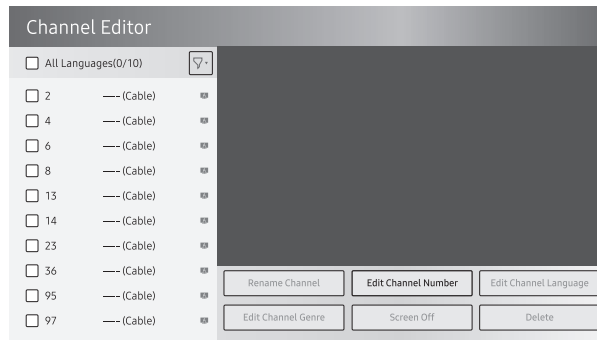 Channel Editor
All Languages(0/10)
2 —-- (Cable)
4 —-- (Cable)
6 —-- (Cable)
8 —-- (Cable)
13 —-- (Cable)
14 —-- (Cable)
23 —-- (Cable)
36 —-- (Cable)
95 —-- (Cable)
97 —-- (Cable)
Rename Channel Edit Channel Number Edit Channel Language
Edit Channel Genre Screen Off Delete